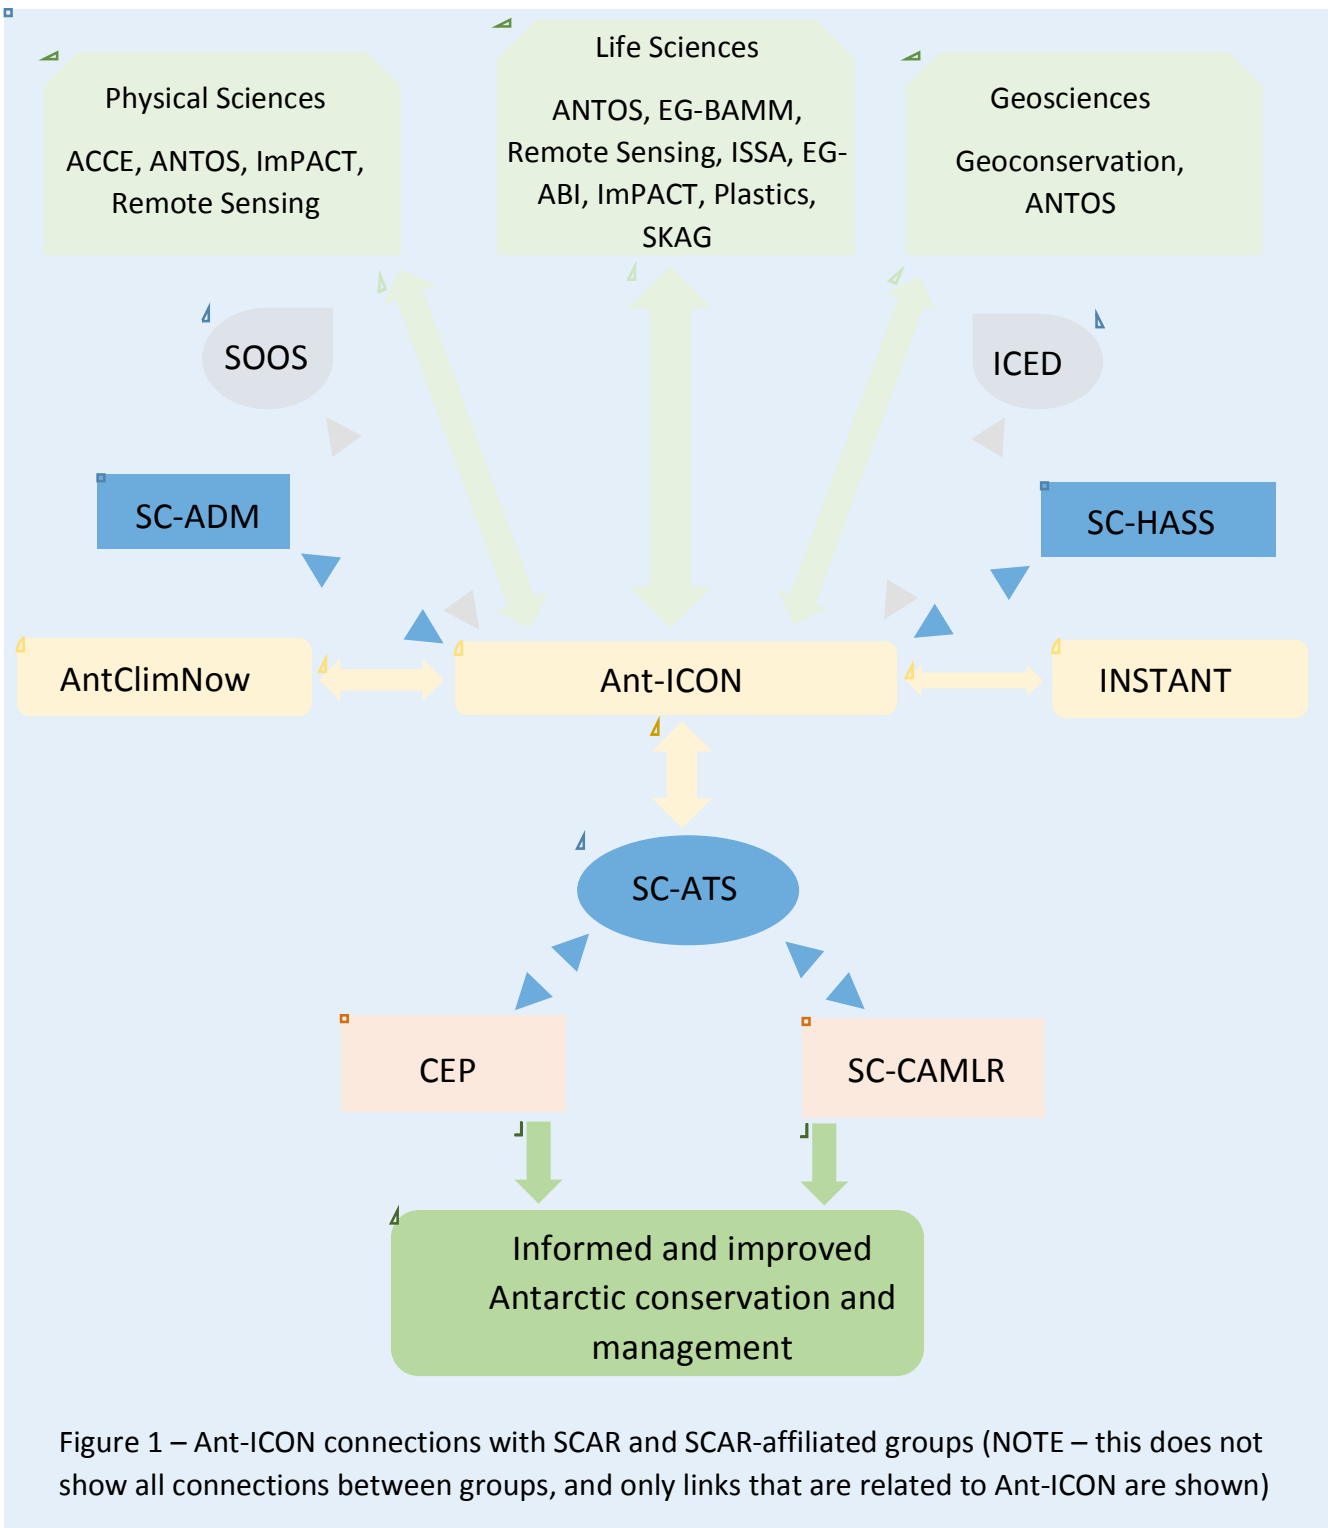 Physical Sciences
ACCE, ANTOS, ImPACT,
Remote Sensing
Life Sciences
ANTOS, EG-BAMM,
Remote Sensing, ISSA, EG-
ABI, ImPACT, Plastics,
SKAG
Geosciences
Geoconservation,
ANTOS
SOOS
ICED
SC-ADM
SC-HASS
AntClimNow
Ant-ICON
INSTANT
SC-ATS
CEP
SC-CAMLR
Informed and improved
Antarctic conservation and
management
Figure 1 – Ant-ICON connections with SCAR and SCAR-affiliated groups (NOTE – this does not
show all connections between groups, and only links that are related to Ant-ICON are shown)